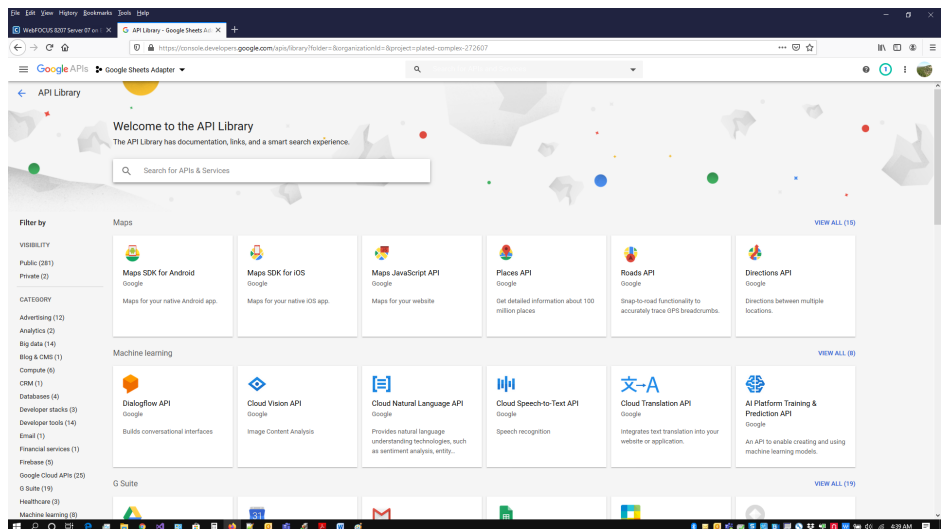 File Edit View History Bookmarks Tools Help
WebFOCUS 8207 Server 07 on
API Library - Google Sheets Ad
https://console.developers.google.com/apis/library?folder=&organizationId=&project=plated-complex-272607
Google APIs
Google Sheets Adapter
1
API Library
Welcome to the API Library
The API Library has documentation, links, and a smart search experience.
Search for APIs & Services
Filter by
VISIBILITY
Public (281)
Private (2)
CATEGORY
Advertising (12)
Analytics (2)
Big data (14)
Blog & CMS (1)
Compute (6)
CRM (1)
Databases (4)
Developer stacks (3)
Developer tools (14)
Email (1)
Financial services (1)
Firebase (5)
Google Cloud APIs (25)
G Suite (19)
Healthcare (3)
Machine learning (8)
Maps
VIEW ALL (15)
Maps SDK for Android
Google
Maps for your native Android app.
Maps SDK for iOS
Google
Maps for your native iOS app.
Maps JavaScript API
Google
Maps for your website
Places API
Google
Get detailed information about 100
million places
Roads API
Google
Snap-to-road functionality to
accurately trace GPS breadcrumbs.
Directions API
Google
Directions between multiple
locations.
Machine learning
VIEW ALL (8)
Dialogflow API
Google
Builds conversational interfaces
Cloud Vision API
Google
Image Content Analysis
Cloud Natural Language API
Google
Provides natural language
understanding technologies, such
as sentiment analysis, entity...
Cloud Speech-to-Text API
Google
Speech recognition
文→A
Cloud Translation API
Google
Integrates text translation into your
website or application.
AI Platform Training &
Prediction API
Google
An API to enable creating and using
machine learning models.
G Suite
VIEW ALL (19)
31
4:39 AM